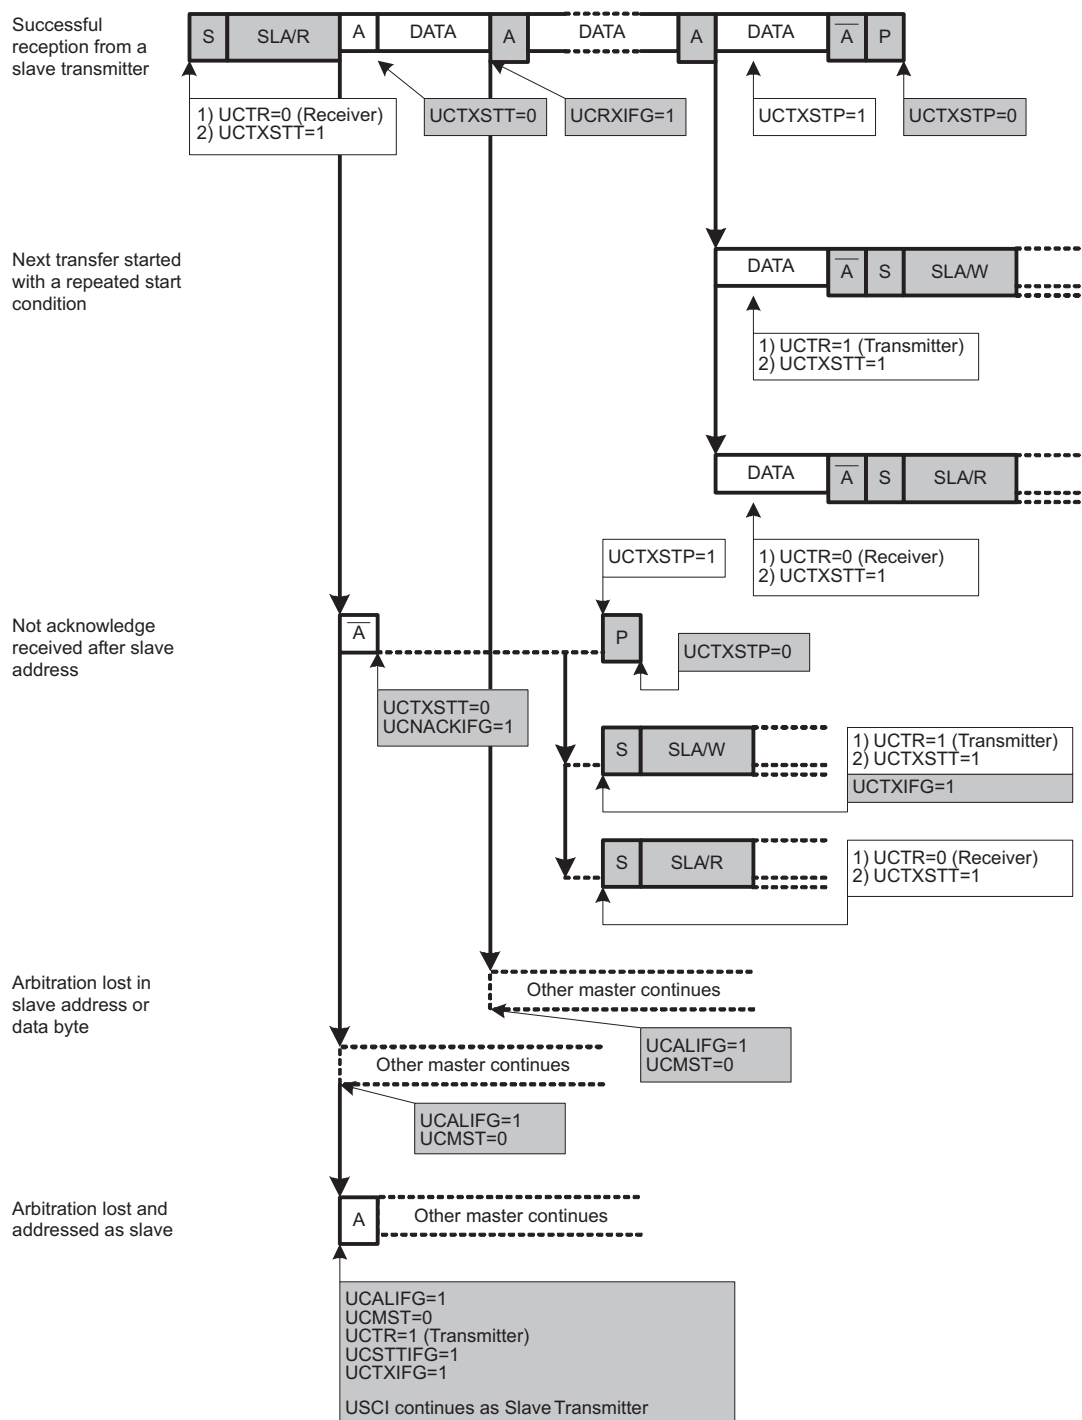 Successful
reception from a
slave transmitter
S
SLA/R
A
DATA
A
DATA
A
DATA
A
P
1) UCTR=0 (Receiver)
2) UCTXSTT=1
UCTXSTT=0
UCRXIFG=1
UCTXSTP=1
UCTXSTP=0
Next transfer started
with a repeated start
condition
DATA
A
S
SLA/W
1) UCTR=1 (Transmitter)
2) UCTXSTT=1
DATA
A
S
SLA/R
UCTXSTP=1
1) UCTR=0 (Receiver)
2) UCTXSTT=1
Not acknowledge
received after slave
address
A
P
UCTXSTP=0
UCTXSTT=0
UCNACKIFG=1
S
SLA/W
1) UCTR=1 (Transmitter)
2) UCTXSTT=1
UCTXIFG=1
S
SLA/R
1) UCTR=0 (Receiver)
2) UCTXSTT=1
Arbitration lost in
slave address or
data byte
Other master continues
UCALIFG=1
UCMST=0
Other master continues
UCALIFG=1
UCMST=0
Arbitration lost and
addressed as slave
A
Other master continues
UCALIFG=1
UCMST=0
UCTR=1 (Transmitter)
UCSTTIFG=1
UCTXIFG=1
USCI continues as Slave Transmitter